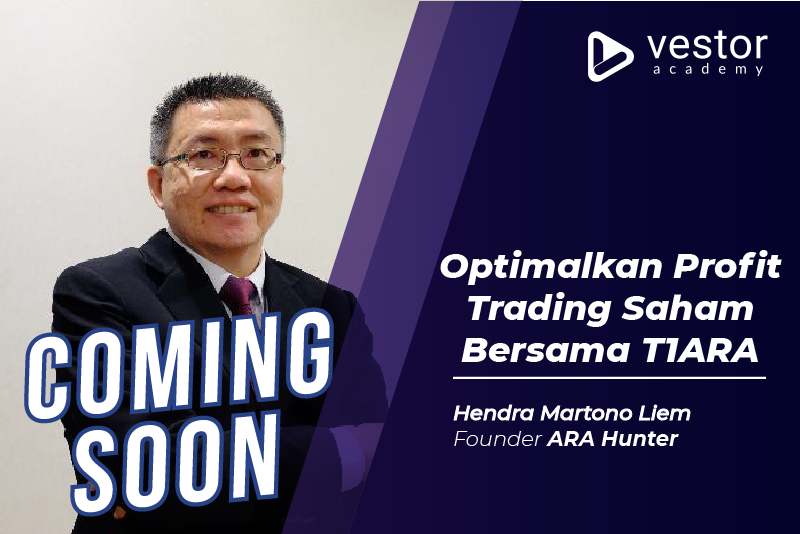 vestor
academy
Optimalkan Profit
Trading Saham
Bersama T1ARA
Hendra Martono Liem
Founder ARA Hunter
COMING
SOON